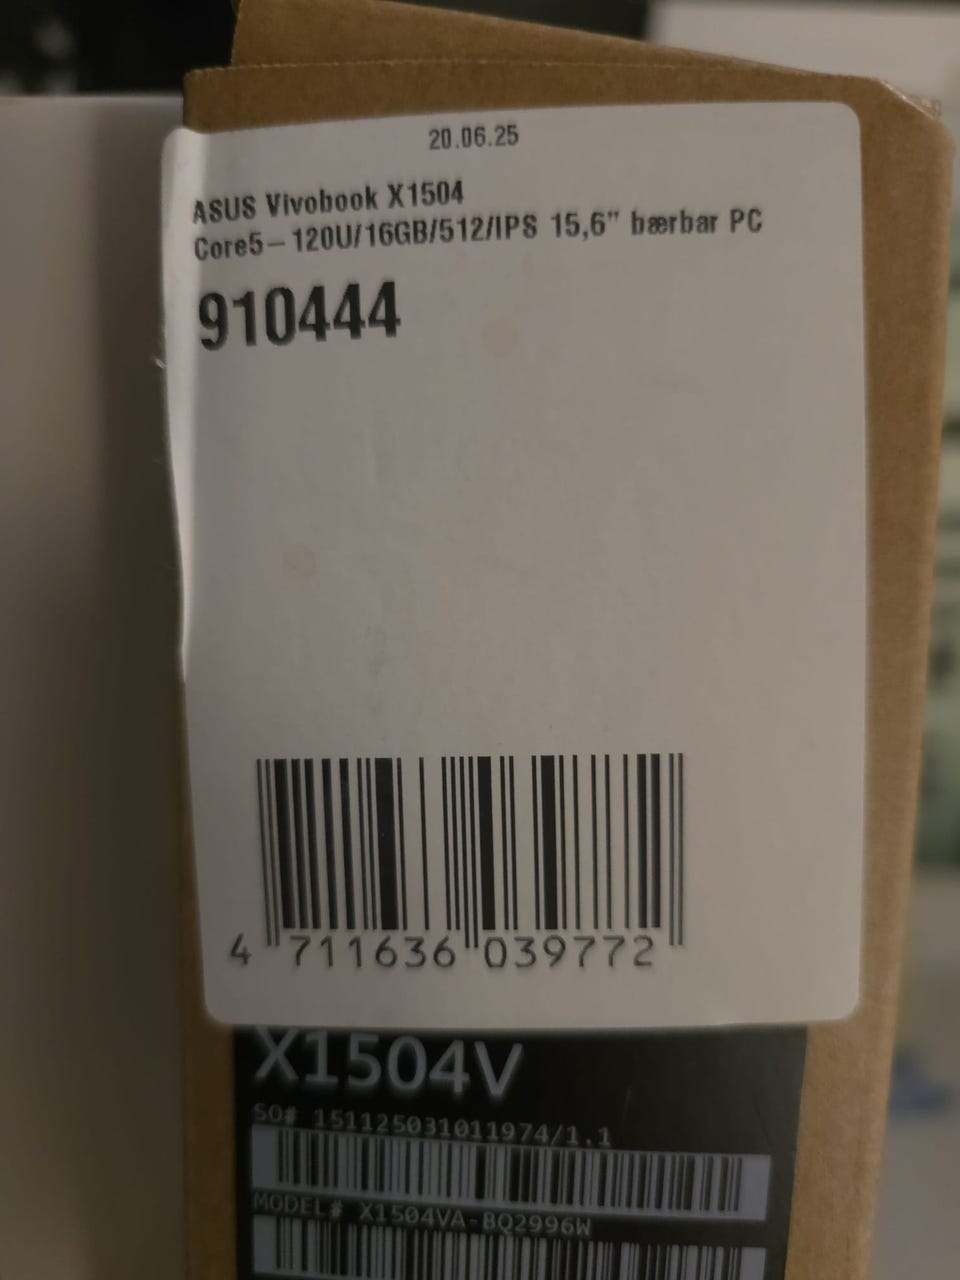 20.06.25
ASUS Vivobook X1504
Core5-120U/16GB/512/IPS 15,6" bærbar PC
910444
4 711636 039772
X1504V
SO# 151125031011974/1.1
MODEL# X1504VA-BQ2996W